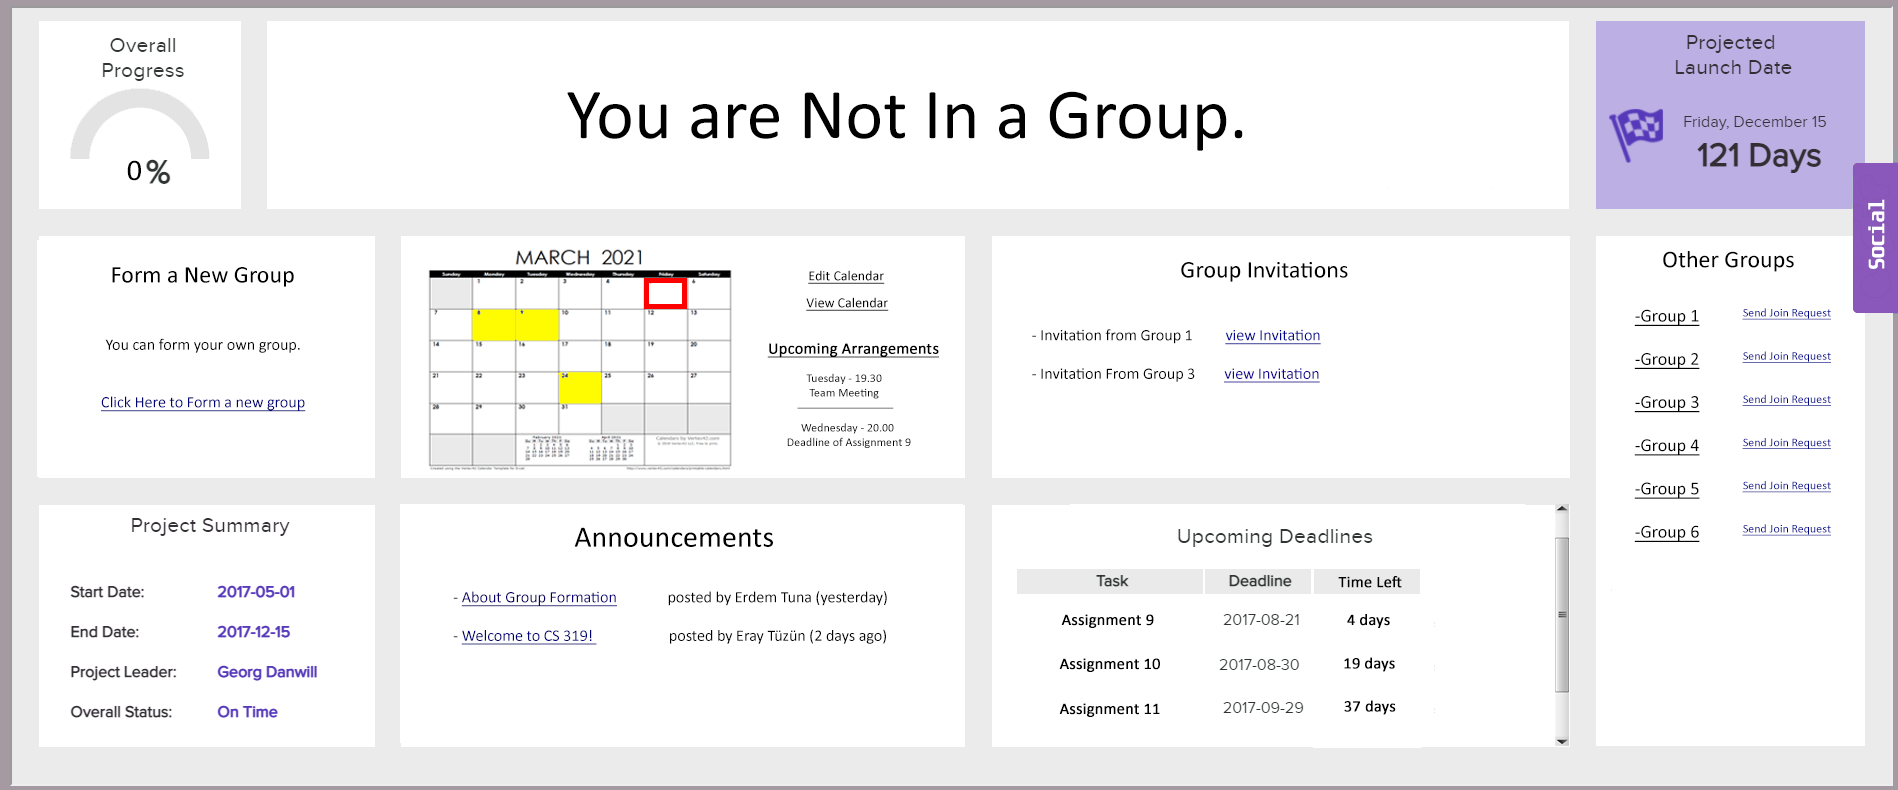 Overall
Progress
0%
You are Not In a Group.
Projected
Launch Date
Friday, December 15
121 Days
Social
Form a New Group
You can form your own group.
Click Here to Form a new group
MARCH 2021
Sunday Monday Tuesday Wednesday Thursday Friday Saturday
1 2 3 4 6
7 8 9 10 11 12 13
14 15 16 17 18 19 20
21 22 23 24 25 26 27
28 29 30 31
February 2021
April 2021
Edit Calendar
View Calendar
Upcoming Arrangements
Tuesday - 19.30
Team Meeting
Wednesday - 20.00
Deadline of Assignment 9
Group Invitations
- Invitation from Group 1 view Invitation
- Invitation From Group 3 view Invitation
Other Groups
-Group 1 Send Join Request
-Group 2 Send Join Request
-Group 3 Send Join Request
-Group 4 Send Join Request
-Group 5 Send Join Request
-Group 6 Send Join Request
Project Summary
Start Date: 2017-05-01
End Date: 2017-12-15
Project Leader: Georg Danwill
Overall Status: On Time
Announcements
- About Group Formation posted by Erdem Tuna (yesterday)
- Welcome to CS 319! posted by Eray Tüzün (2 days ago)
Upcoming Deadlines
Task Deadline Time Left
Assignment 9 2017-08-21 4 days
Assignment 10 2017-08-30 19 days
Assignment 11 2017-09-29 37 days